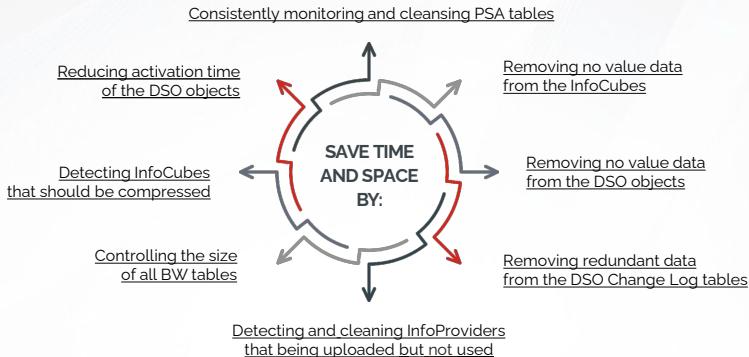 Consistently monitoring and cleansing PSA tables
Reducing activation time
of the DSO objects
Removing no value data
from the InfoCubes
SAVE TIME
AND SPACE
BY:
Detecting InfoCubes
that should be compressed
Removing no value data
from the DSO objects
Controlling the size
of all BW tables
Removing redundant data
from the DSO Change Log tables
Detecting and cleaning InfoProviders
that being uploaded but not used